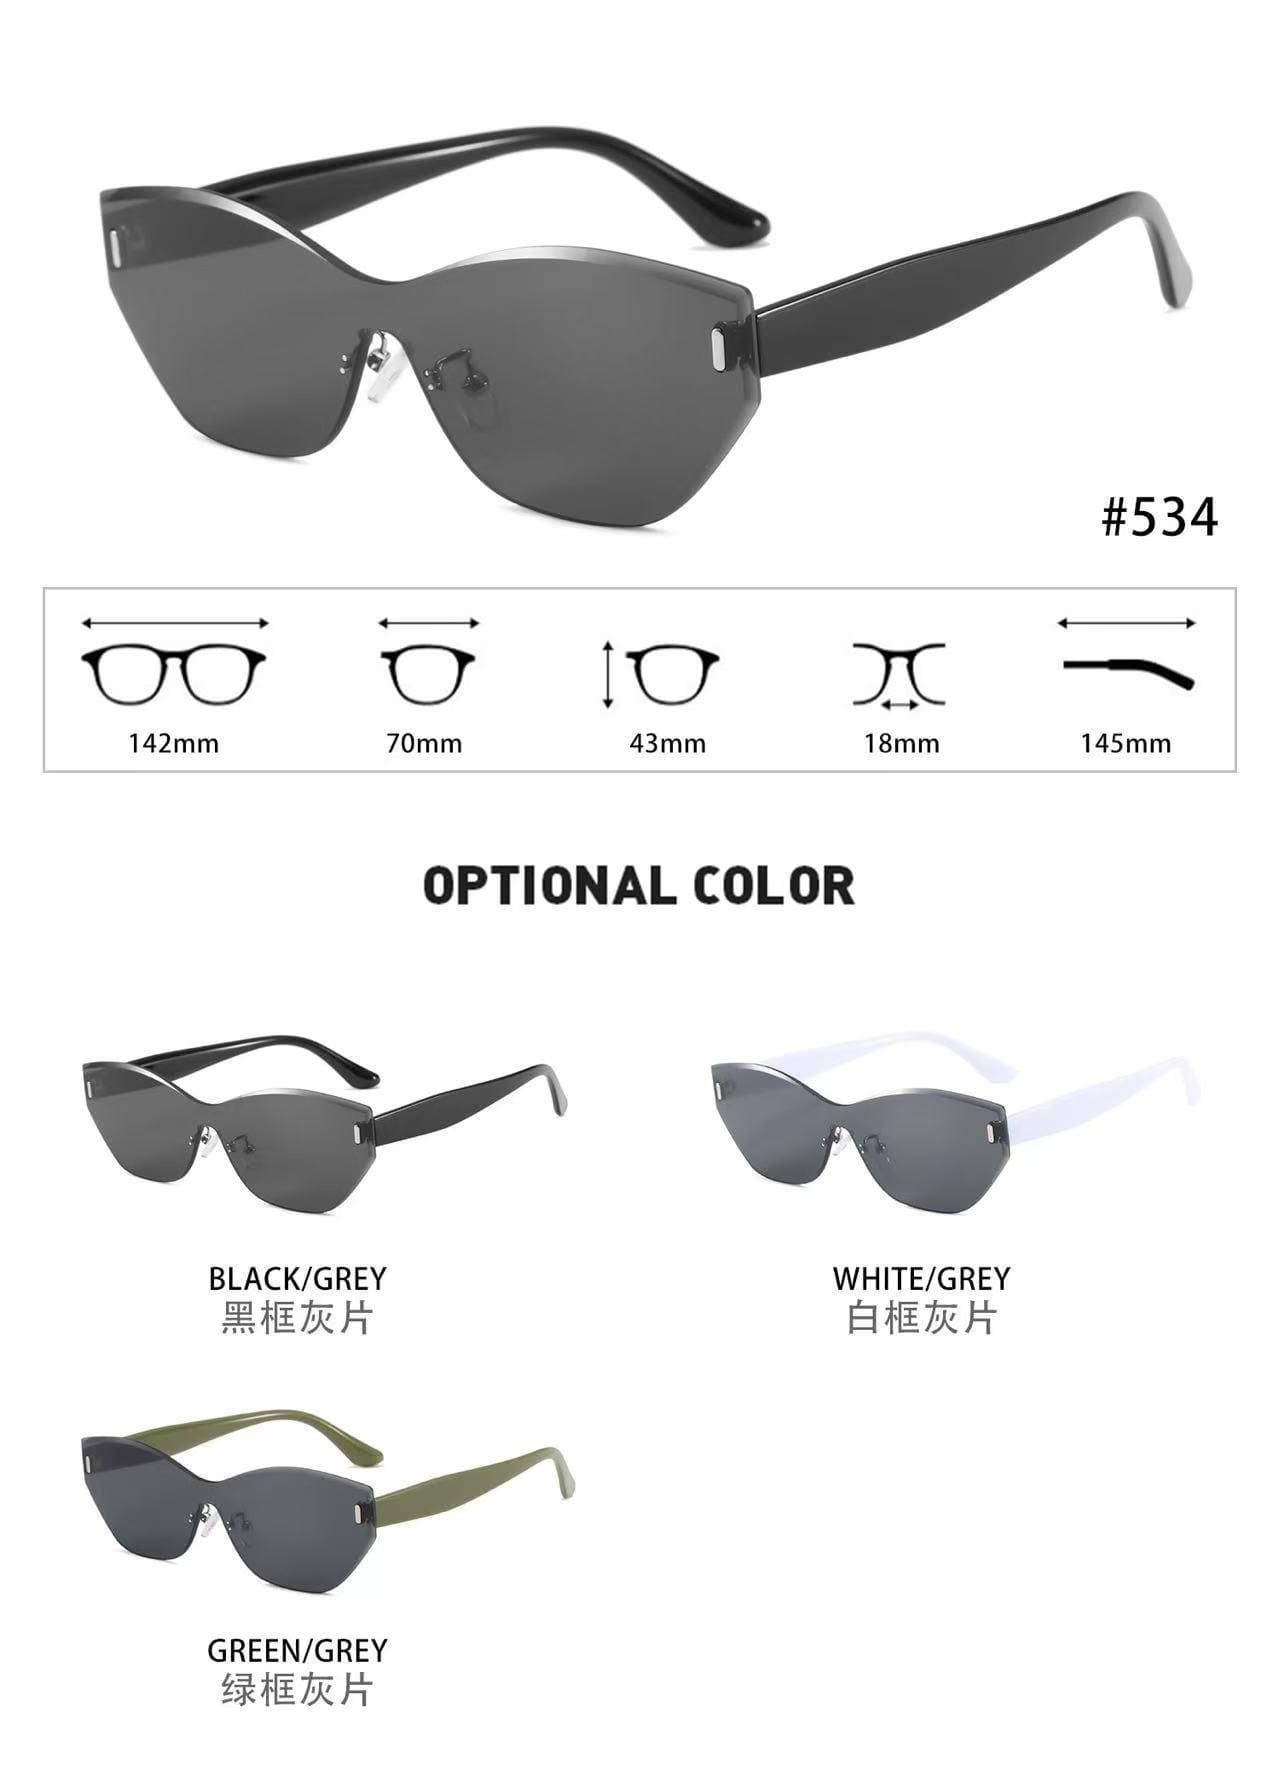 #534
142mm
70mm
43mm
18mm
145mm
OPTIONAL COLOR
BLACK/GREY
黑框灰片
WHITE/GREY
白框灰片
GREEN/GREY
绿框灰片